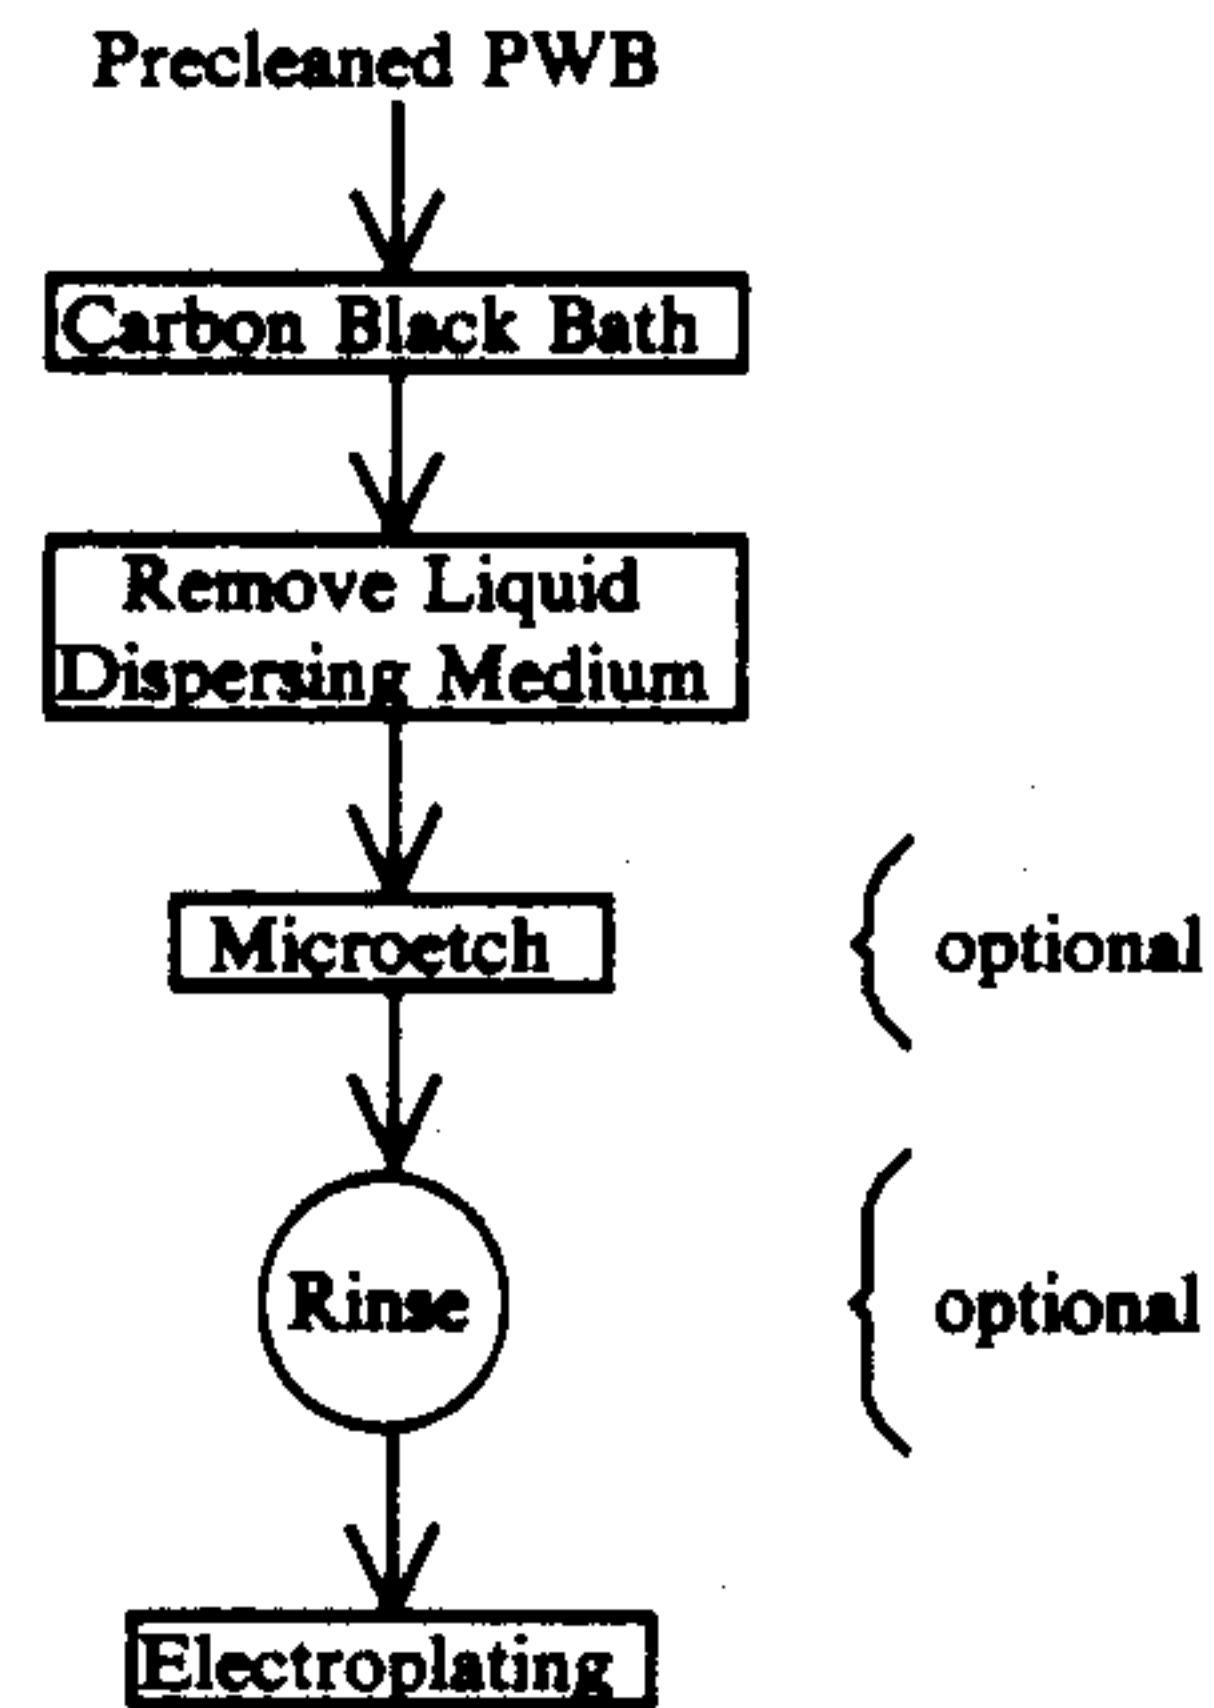 Precleaned PWB
Carbon Black Bath
Remove Liquid
Dispersing Medium
Microetch
optional
Rinse
optional
Electroplating